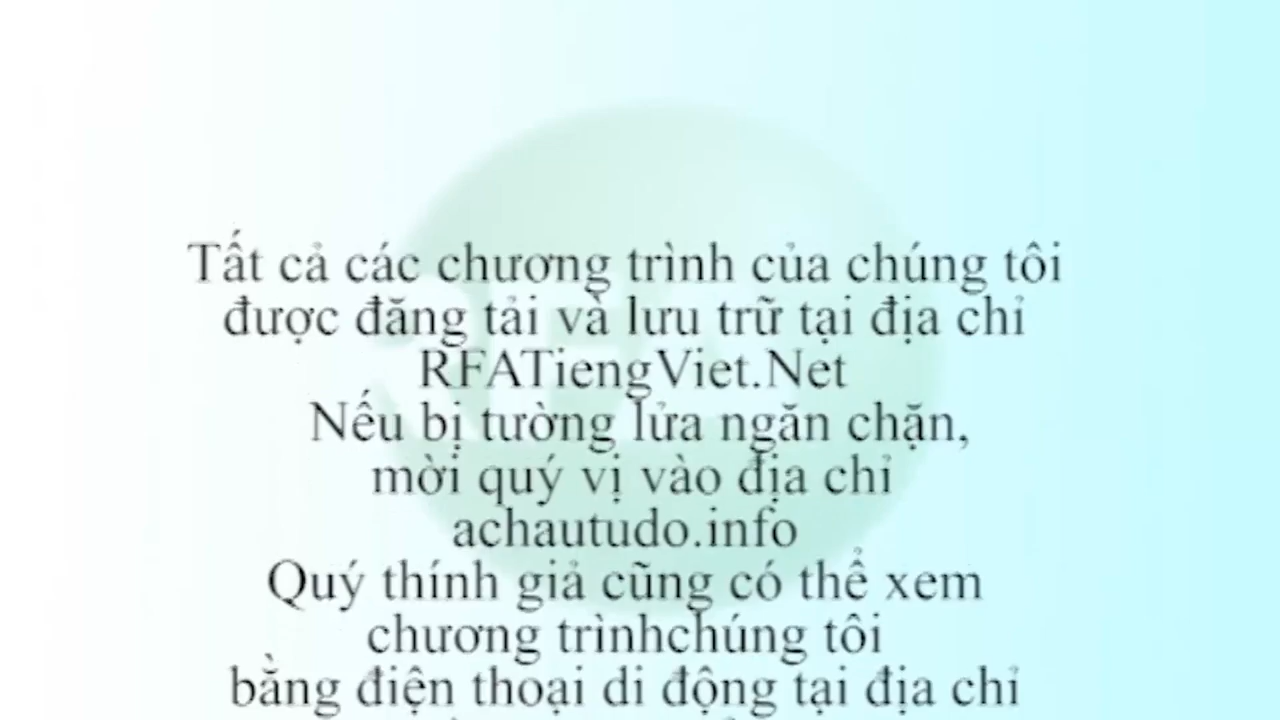 Tất cả các chương trình của chúng tôi
được đăng tải và lưu trữ tại địa chỉ
RFATiengViet.Net
Nếu bị tường lửa ngăn chặn,
mời quý vị vào địa chỉ
achautudo.info
Quý thính giả cũng có thể xem
chương trìnhchúng tôi
bằng điện thoại di động tại địa chỉ